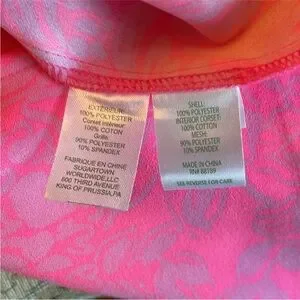 EXTERIEUR:
100% POLYESTER
Corset intérieur:
100% COTON
Grille:
90% POLYESTER
10% SPANDEX
FABRIQUE EN CHINE
SUGARTOWN
WORLDWIDE,LLC
800 THIRD AVENUE
KING OF PRUSSIA,PA
SHELL:
100% POLYESTER
INTERIOR CORSET:
100% COTTON
MESH:
90% POLYESTER
10% SPANDEX
MADE IN CHINA
RN# 88189
SEE REVERSE FOR CARE